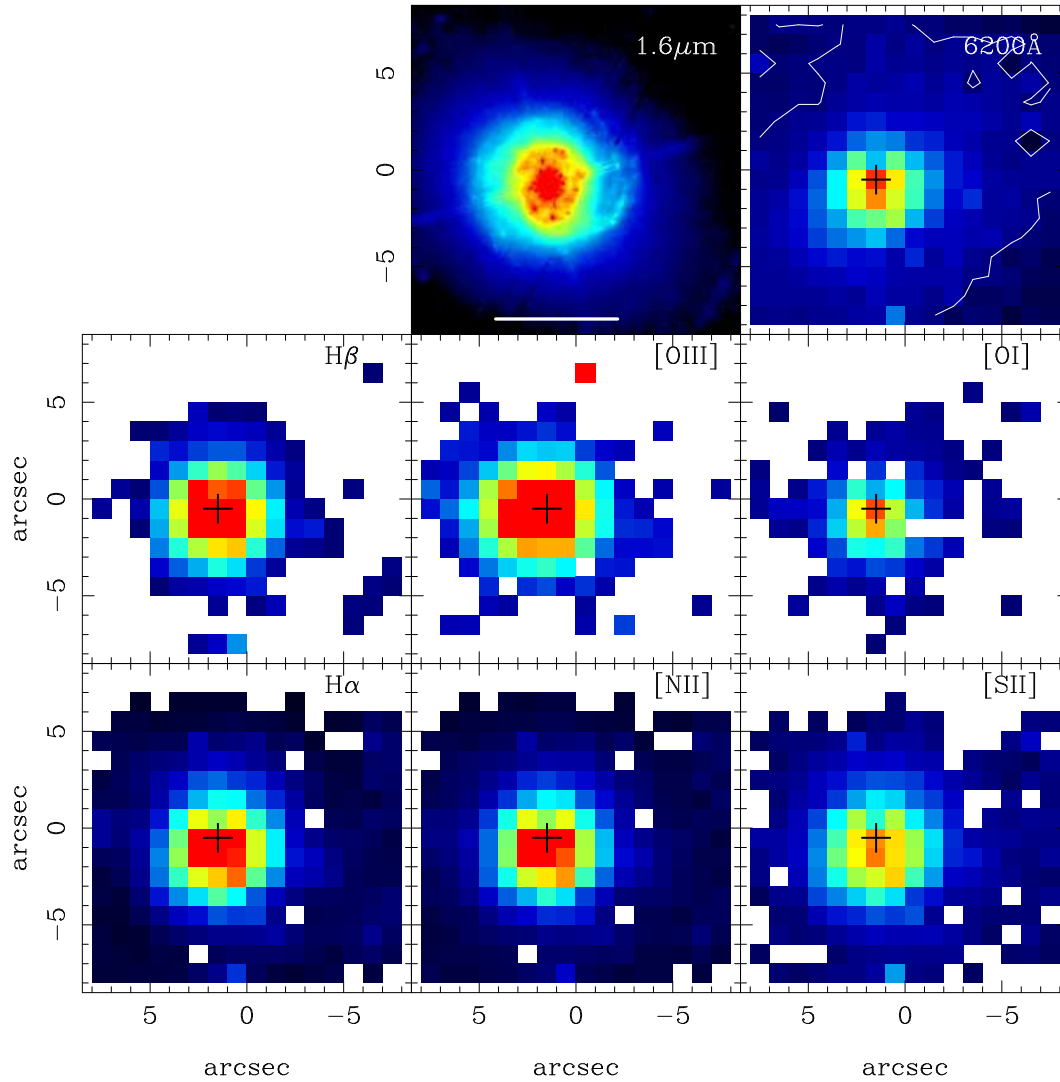 1.6μm
6200Å
5
0
−5
Hβ
[OIII]
[OI]
5
0
−5
arcsec
Hα
[NII]
[SII]
5
0
−5
arcsec
5 0 −5
5 0 −5
5 0 −5
arcsec
arcsec
arcsec